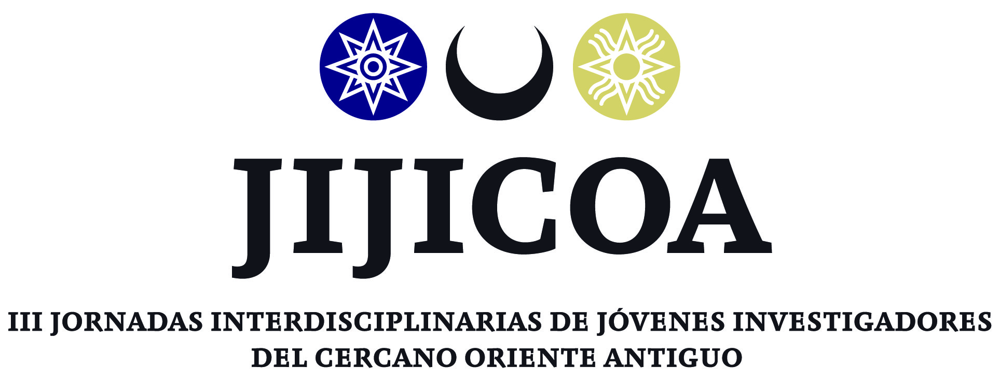 JIJICOA
III JORNADAS INTERDISCIPLINARIAS DE JÓVENES INVESTIGADORES
DEL CERCANO ORIENTE ANTIGUO